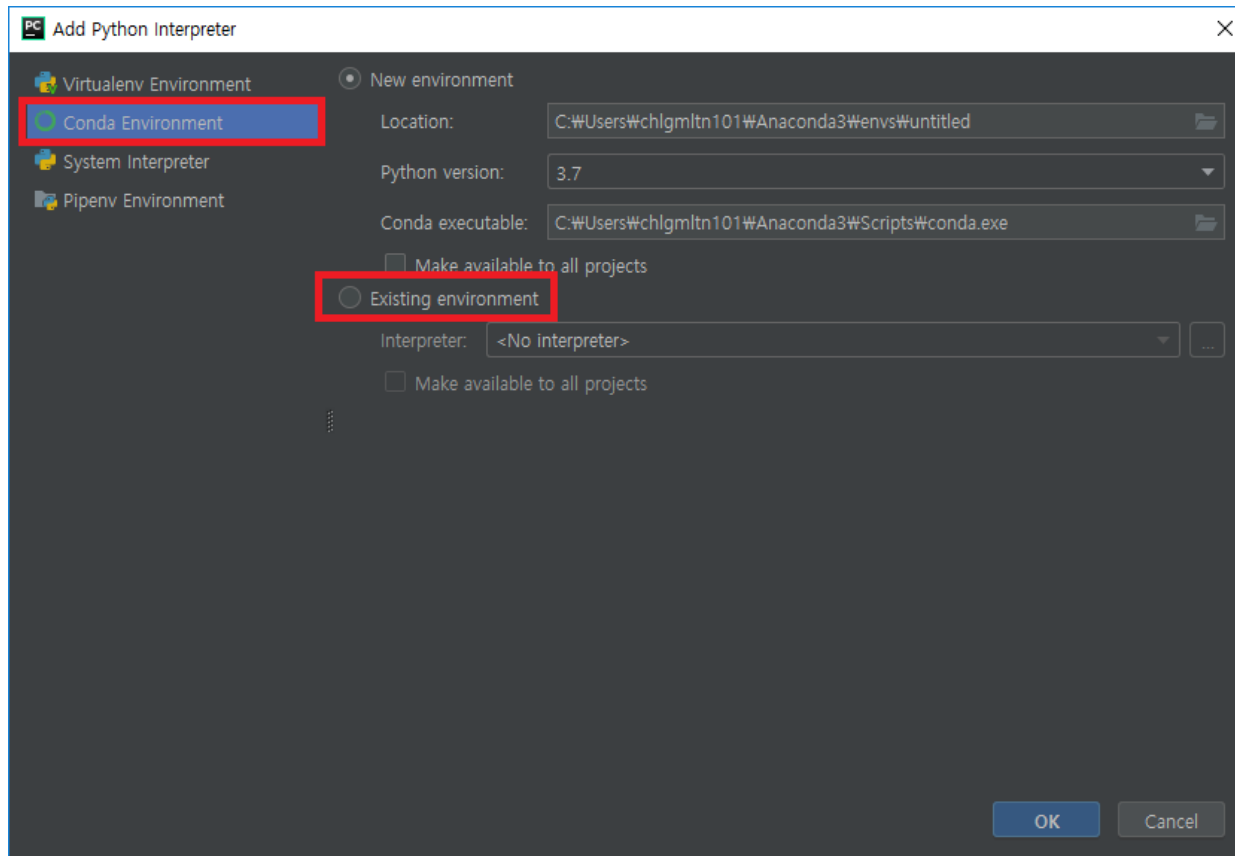 PC Add Python Interpreter
Virtualenv Environment
Conda Environment
System Interpreter
Pipenv Environment
New environment
Location: C:₩Users₩chlgmltn101₩Anaconda3₩envs₩untitled
Python version: 3.7
Conda executable: C:₩Users₩chlgmltn101₩Anaconda3₩Scripts₩conda.exe
Make available to all projects
Existing environment
Interpreter: <No interpreter> ...
Make available to all projects
OK Cancel